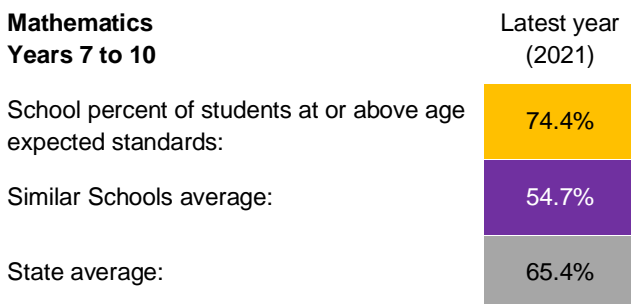 Mathematics
Years 7 to 10
Latest year
(2021)
School percent of students at or above age
expected standards:
74.4%
Similar Schools average:
54.7%
State average:
65.4%